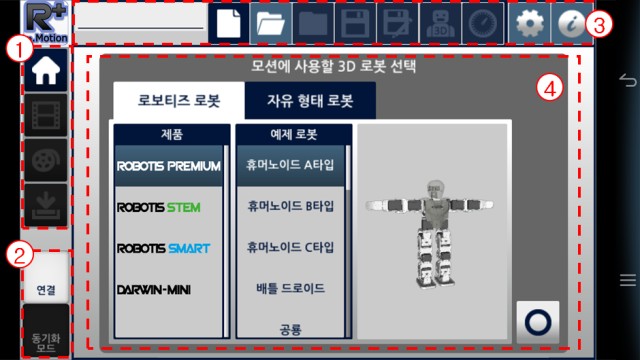 R+
m.Motion
3D
i
1
2
3
4
모션에 사용할 3D 로봇 선택
로보티즈 로봇
자유 형태 로봇
제품
예제 로봇
ROBOTIS PREMIUM
휴머노이드 A타입
ROBOTIS STEM
휴머노이드 B타입
ROBOTIS SMART
휴머노이드 C타입
DARWIN-MINI
배틀 드로이드
공룡
연결
동기화
모드